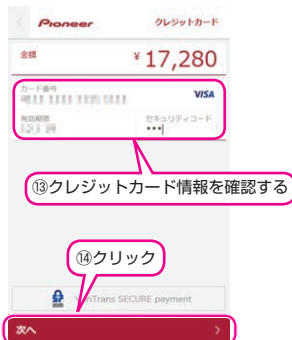 Pioneer クレジットカード
金額 ¥ 17,280
カード番号
VISA
有効期限 セキュリティコード
•••
⑬クレジットカード情報を確認する
⑭クリック
Trans SECURE payment
次へ